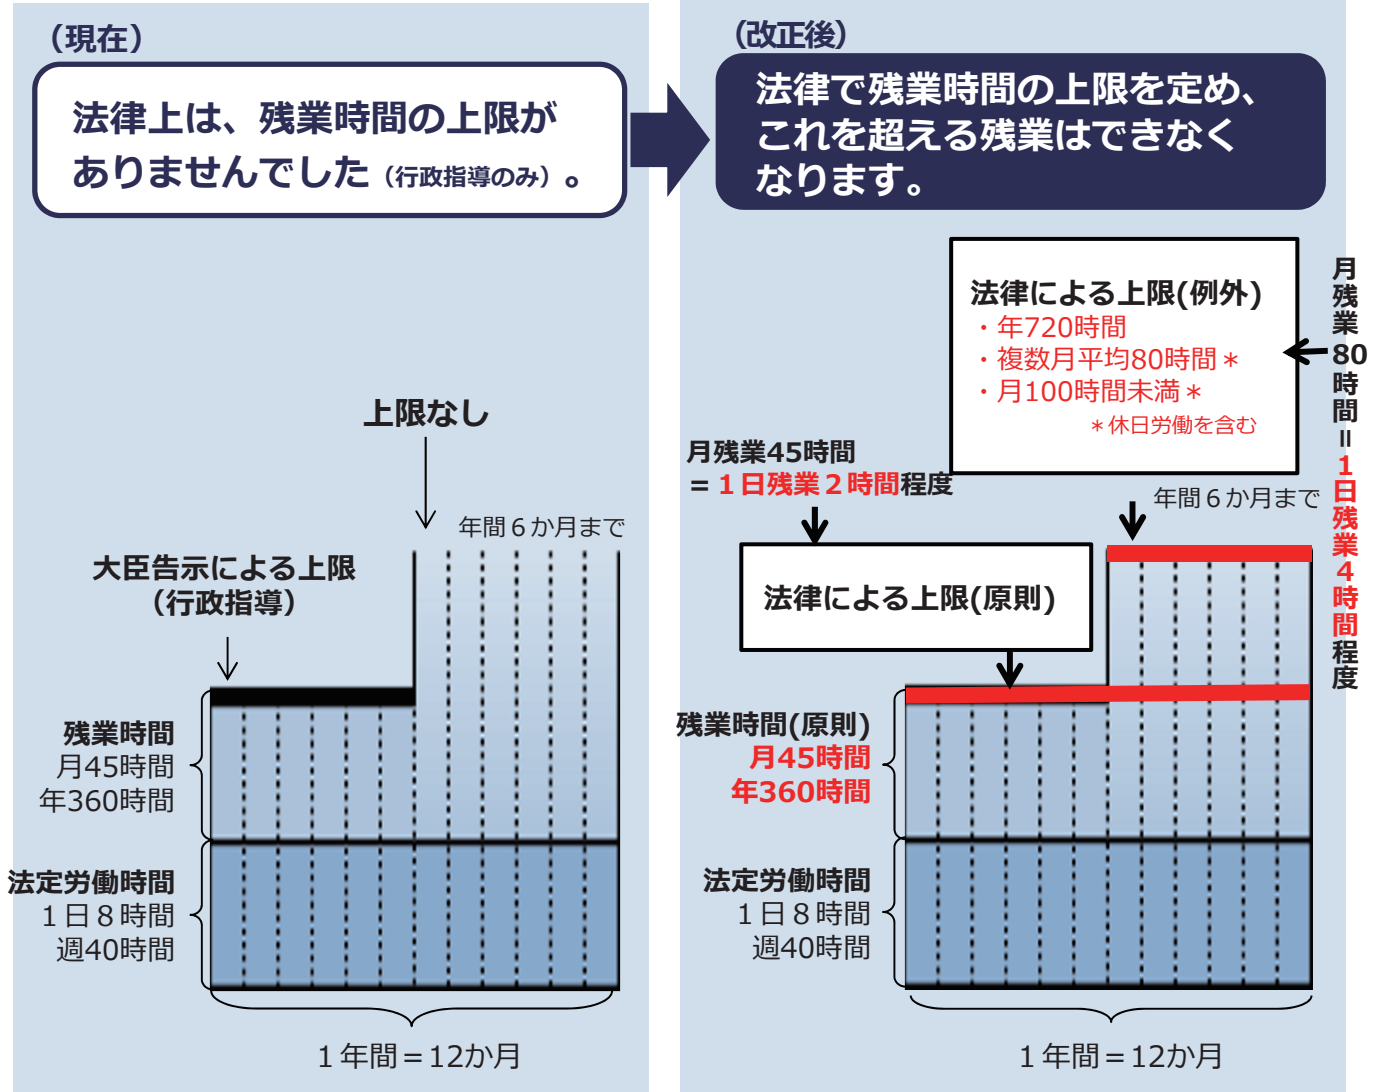 （現在）
法律上は、残業時間の上限が
ありませんでした（行政指導のみ）。
上限なし
年間６か月まで
大臣告示による上限
（行政指導）
残業時間
月45時間
年360時間
法定労働時間
１日８時間
週40時間
１年間＝12か月
（改正後）
法律で残業時間の上限を定め、
これを超える残業はできなく
なります。
法律による上限(例外)
・年720時間
・複数月平均80時間＊
・月100時間未満＊
＊休日労働を含む
月残業80時間＝１日残業４時間程度
月残業45時間
＝１日残業２時間程度
年間６か月まで
法律による上限(原則)
残業時間(原則)
月45時間
年360時間
法定労働時間
１日８時間
週40時間
１年間＝12か月